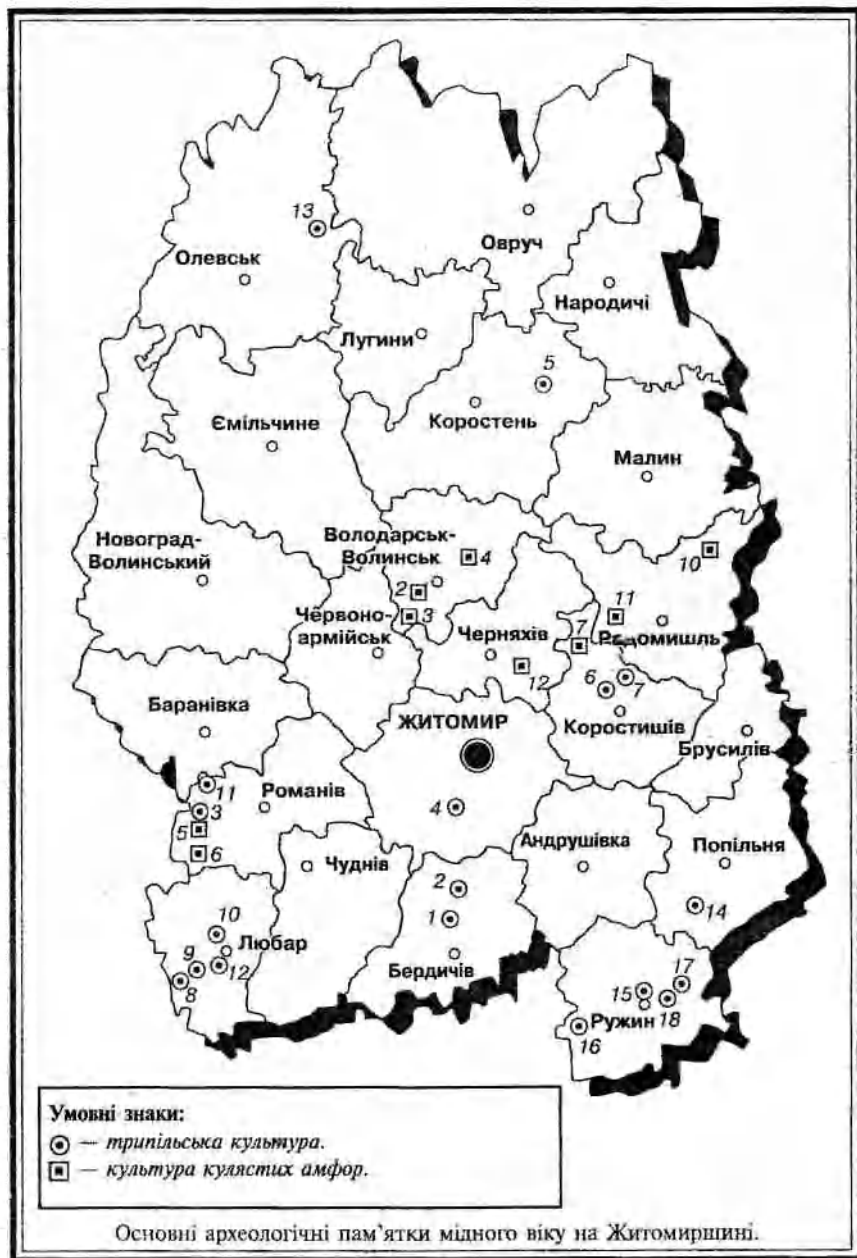 13
Олевськ
Овруч
Народичі
Лугини
5
Коростень
Ємільчине
Малин
Новоград-
Волинський
Володарськ-
Волинськ
4
2
3
10
11
Радомишль
7
Червоно-
армійськ
Черняхів
12
6
7
Коростишів
Баранівка
ЖИТОМИР
Брусилів
11
Романів
3
5
6
4
Чуднів
Андрушівка
Попільня
2
1
14
10
Любар
9
12
8
Бердичів
15
17
18
Ружин
16
Умовні знаки:
— трипільська культура.
— культура кулястих амфор.
Основні археологічні пам'ятки мідного віку на Житомирщині.